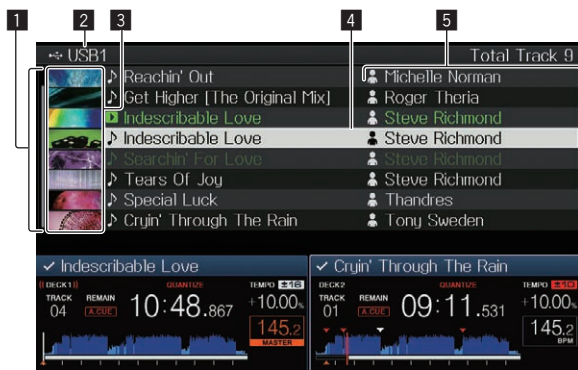 1 2 3 4 5
USB1 Total Track 9
Reachin' Out Michelle Norman
Get Higher [The Original Mix] Roger Theria
Indescribable Love Steve Richmond
Indescribable Love Steve Richmond
Searchin' For Love Steve Richmond
Tears Of Joy Steve Richmond
Special Luck Thandres
Cryin' Through The Rain Tony Sweden
Indescribable Love
DECK1 QUANTIZE TEMPO ±16
TRACK 04 REMAIN A.CUE 10:48.867 +10.00%
145.2
MASTER
Cryin' Through The Rain
DECK2 QUANTIZE TEMPO ±10
TRACK 01 REMAIN A.CUE 09:11.531 +10.00%
145.2
BPM